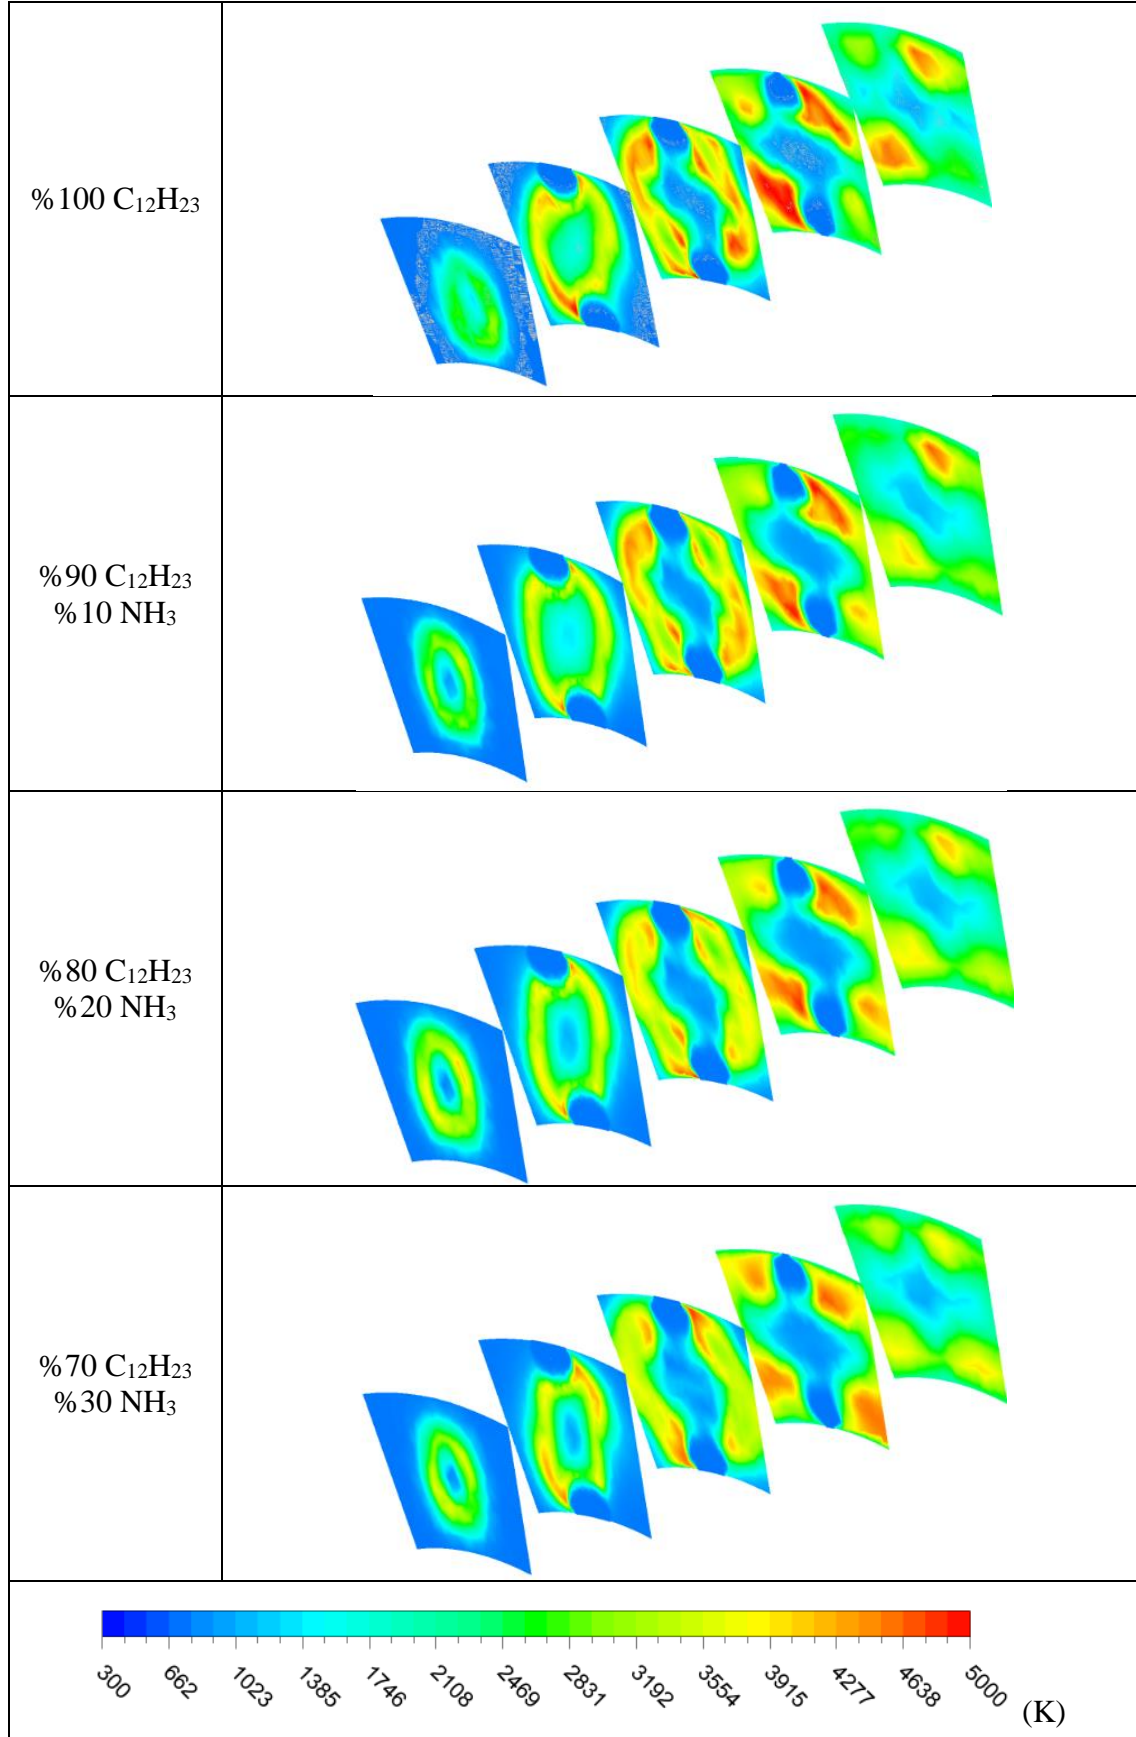 %100 C₁₂H₂₃
%90 C₁₂H₂₃
%10 NH₃
%80 C₁₂H₂₃
%20 NH₃
%70 C₁₂H₂₃
%30 NH₃
300 662 1023 1385 1746 2108 2469 2831 3192 3554 3915 4277 4638 5000 (K)